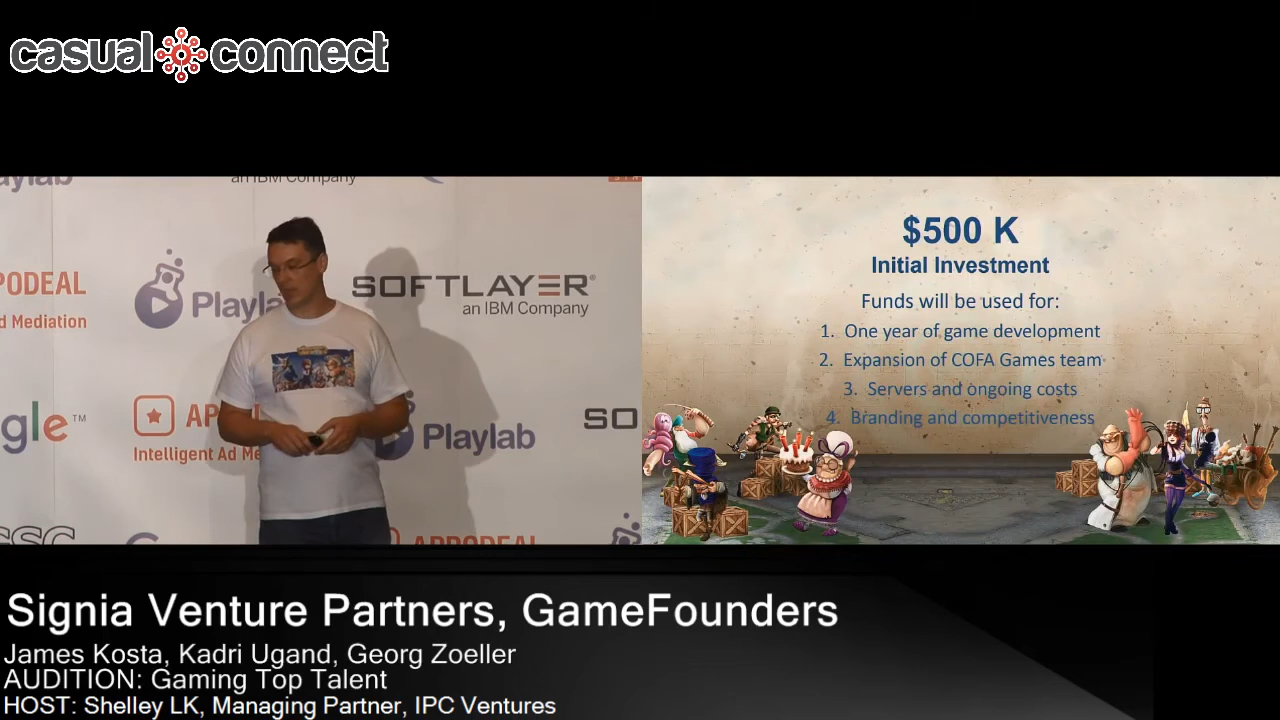 casual connect
an IBM Company
PODEAL
d Mediation
Playla
SOFTLAYER®
an IBM Company
gle™
AP
Intelligent Ad Me
Playlab
SO
APPODEAL
$500 K
Initial Investment
Funds will be used for:
1. One year of game development
2. Expansion of COFA Games team
3. Servers and ongoing costs
4. Branding and competitiveness
Signia Venture Partners, GameFounders
James Kosta, Kadri Ugand, Georg Zoeller
AUDITION: Gaming Top Talent
HOST: Shelley LK, Managing Partner, IPC Ventures